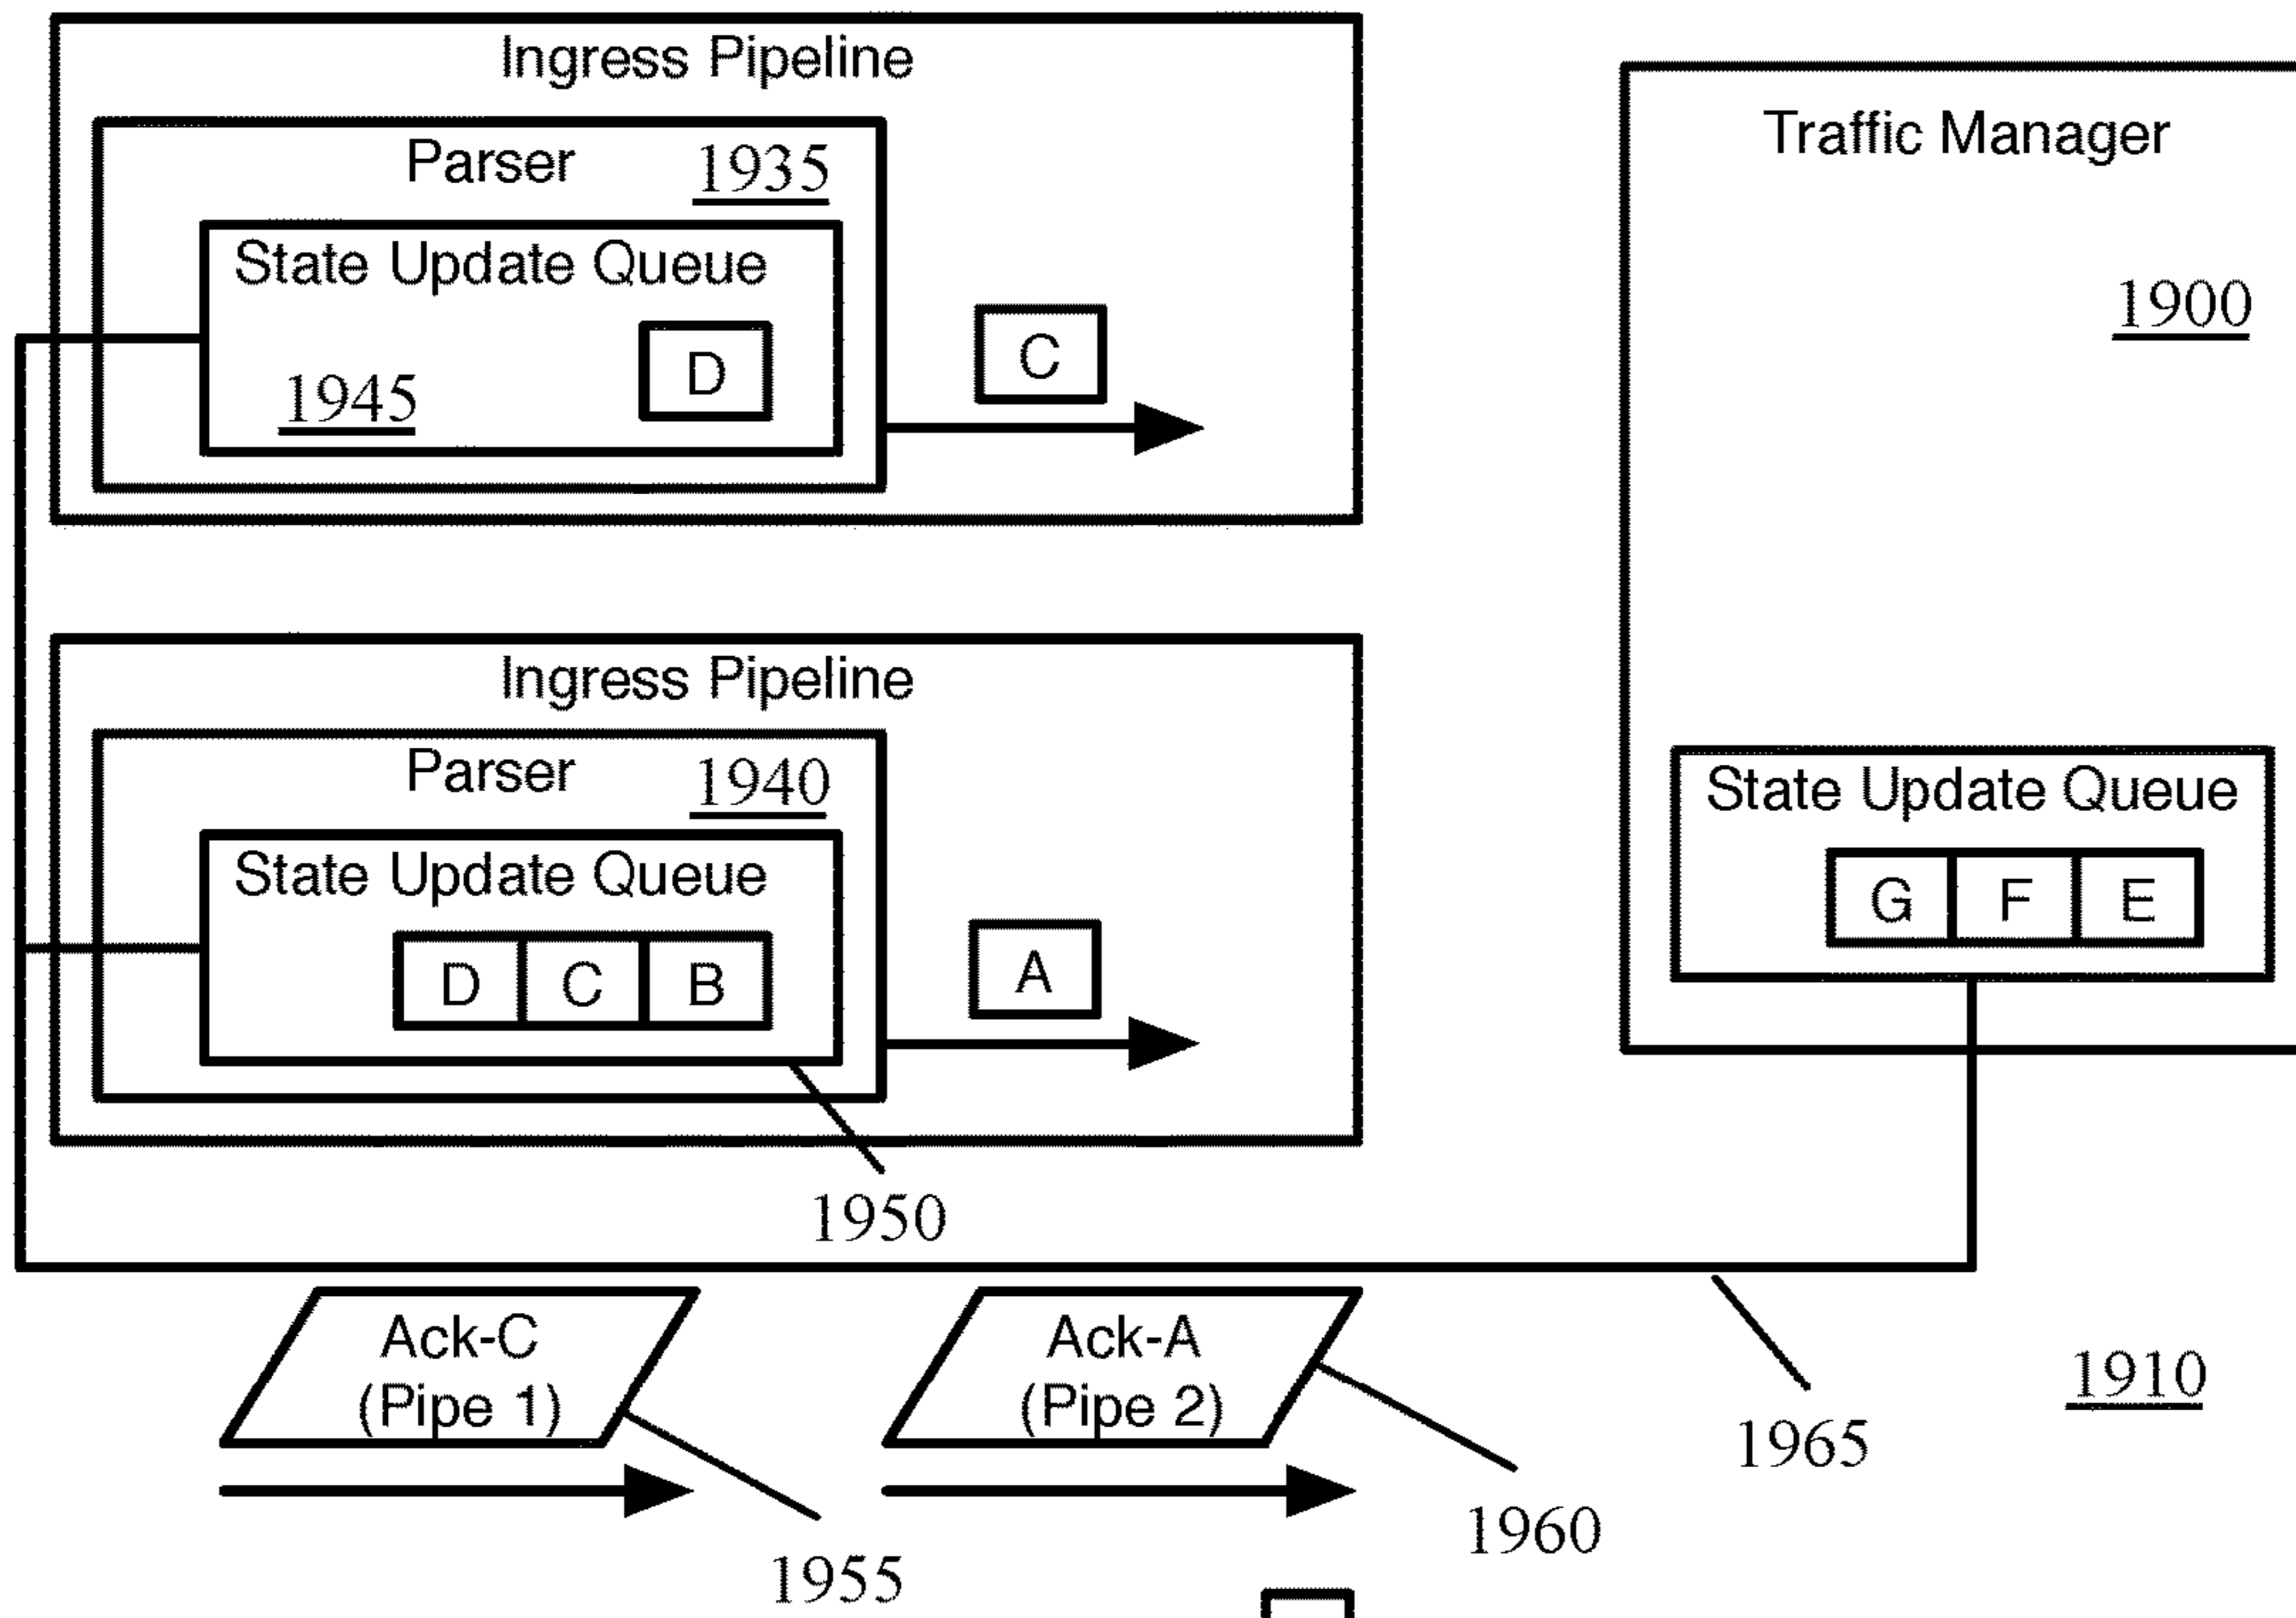 Ingress Pipeline
Parser
1935
State Update Queue
D
1945
C
Traffic Manager
1900
Ingress Pipeline
Parser
1940
State Update Queue
D C B
A
1950
State Update Queue
G F E
Ack-C
(Pipe 1)
Ack-A
(Pipe 2)
1955
1960
1965
1910